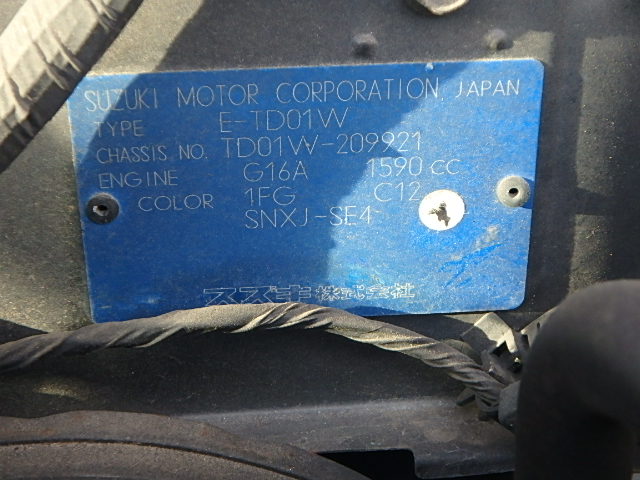 SUZUKI MOTOR CORPORATION, JAPAN
TYPE E-TD01W
CHASSIS NO. TD01W-209921
ENGINE G16A 1590 CC
COLOR 1FG C12
SNXJ-SE4
スズキ株式会社